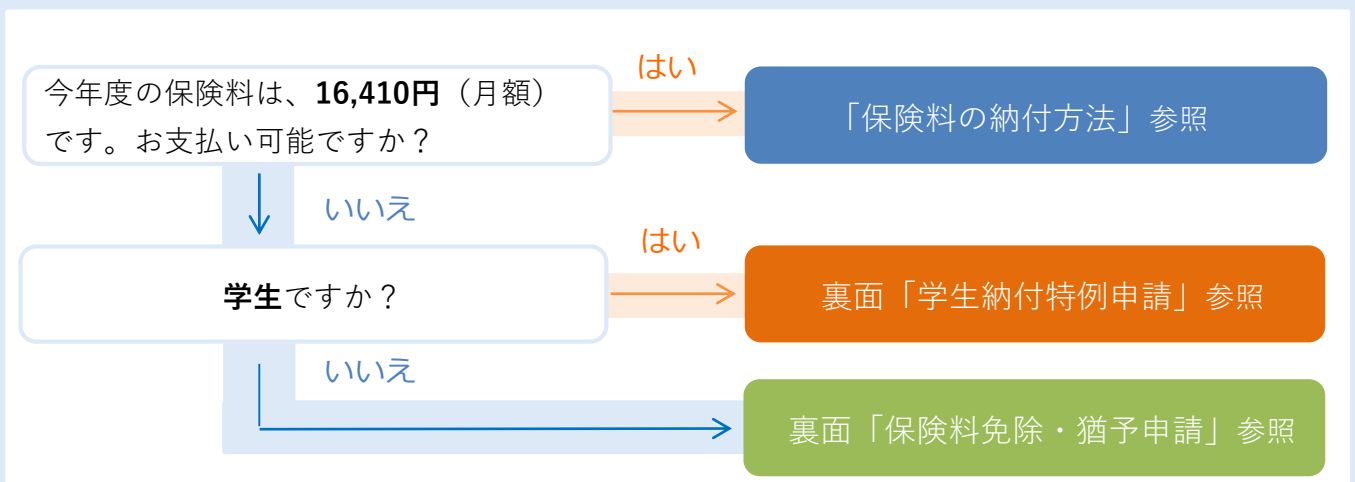 今年度の保険料は、16,410円（月額）
です。お支払い可能ですか？
はい
「保険料の納付方法」参照
いいえ
学生ですか？
はい
裏面「学生納付特例申請」参照
いいえ
裏面「保険料免除・猶予申請」参照